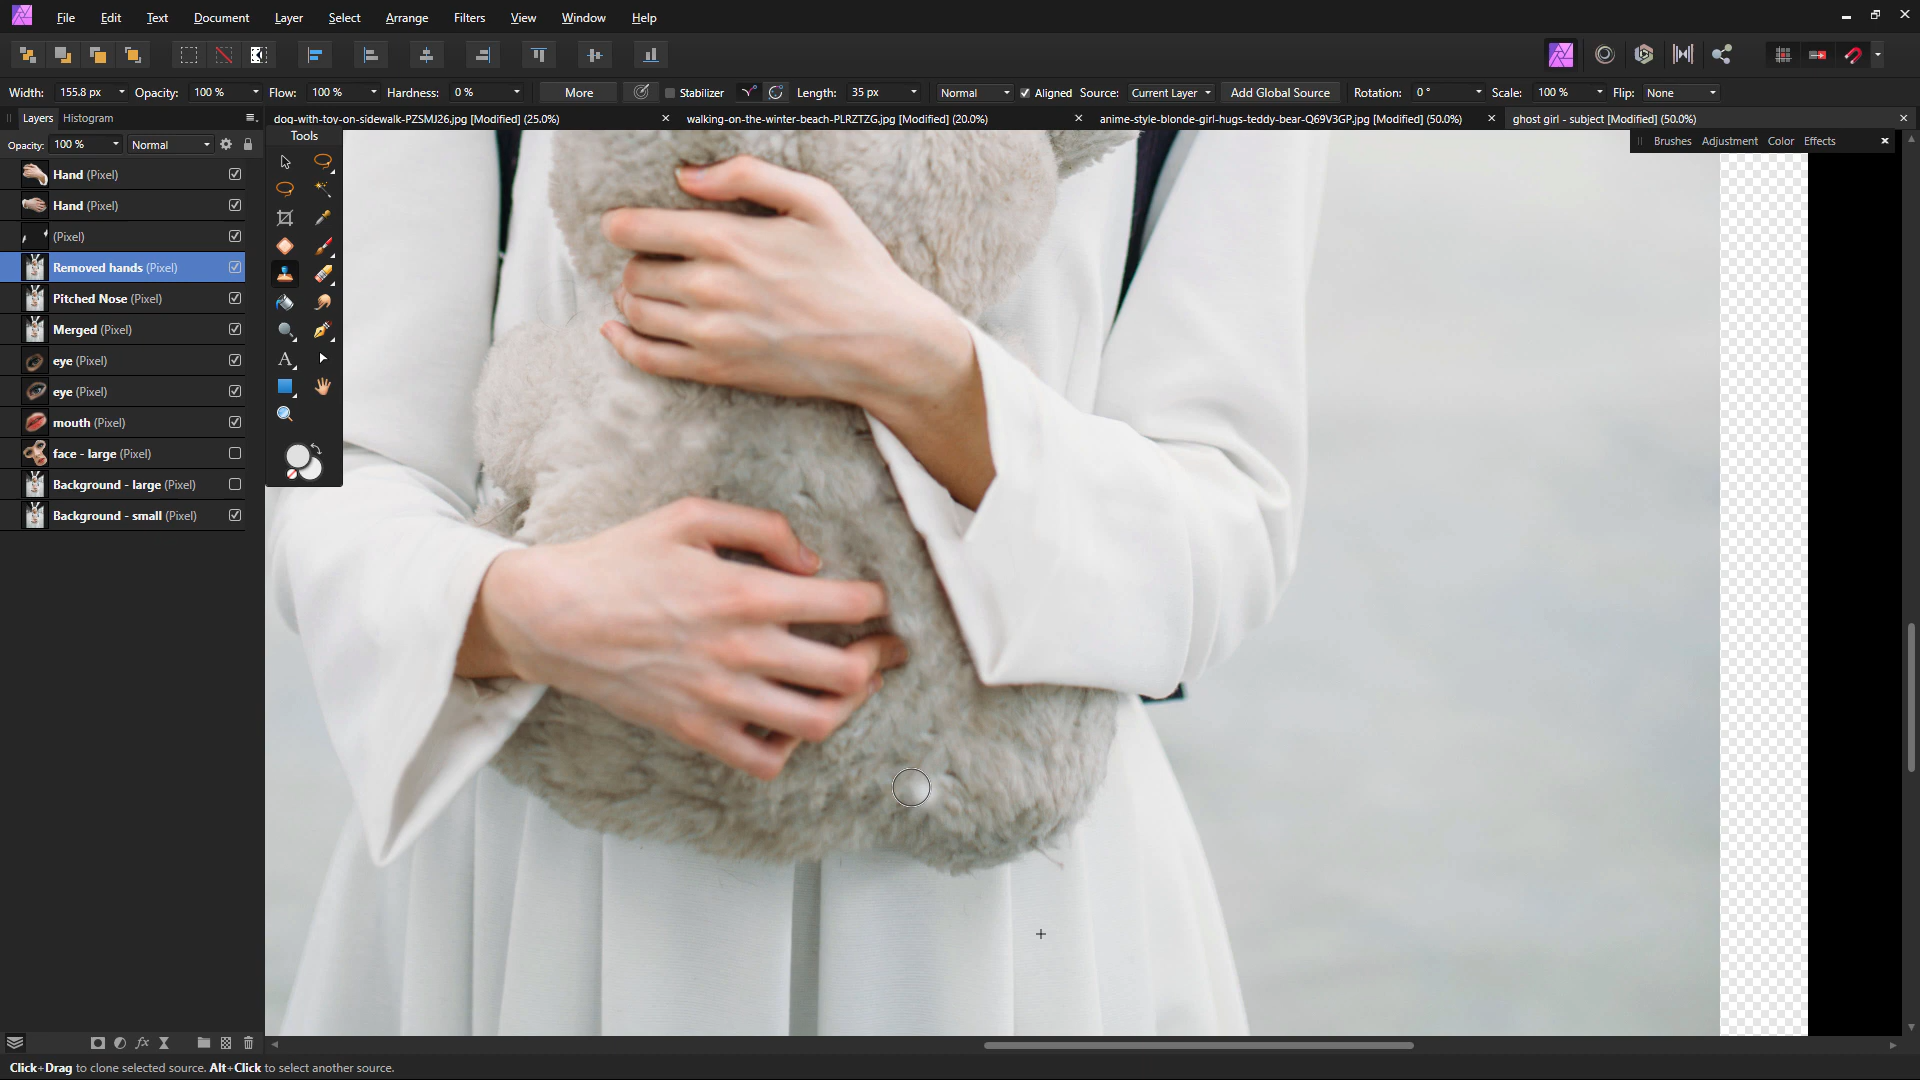 File Edit Text Document Layer Select Arrange Filters View Window Help
Width: 155.8 px Opacity: 100 % Flow: 100 % Hardness: 0 % More Stabilizer Length: 35 px Normal Aligned Source: Current Layer Add Global Source Rotation: 0 ° Scale: 100 % Flip: None
Layers Histogram
dog-with-toy-on-sidewalk-PZSMJ26.jpg [Modified] (25.0%)
walking-on-the-winter-beach-PLRZTZG.jpg [Modified] (20.0%)
anime-style-blonde-girl-hugs-teddy-bear-Q69V3GP.jpg [Modified] (50.0%)
ghost girl - subject [Modified] (50.0%)
Tools
Brushes Adjustment Color Effects
Opacity: 100 % Normal
Hand (Pixel)
Hand (Pixel)
(Pixel)
Removed hands (Pixel)
Pitched Nose (Pixel)
Merged (Pixel)
eye (Pixel)
eye (Pixel)
mouth (Pixel)
face - large (Pixel)
Background - large (Pixel)
Background - small (Pixel)
Click+Drag to clone selected source. Alt+Click to select another source.